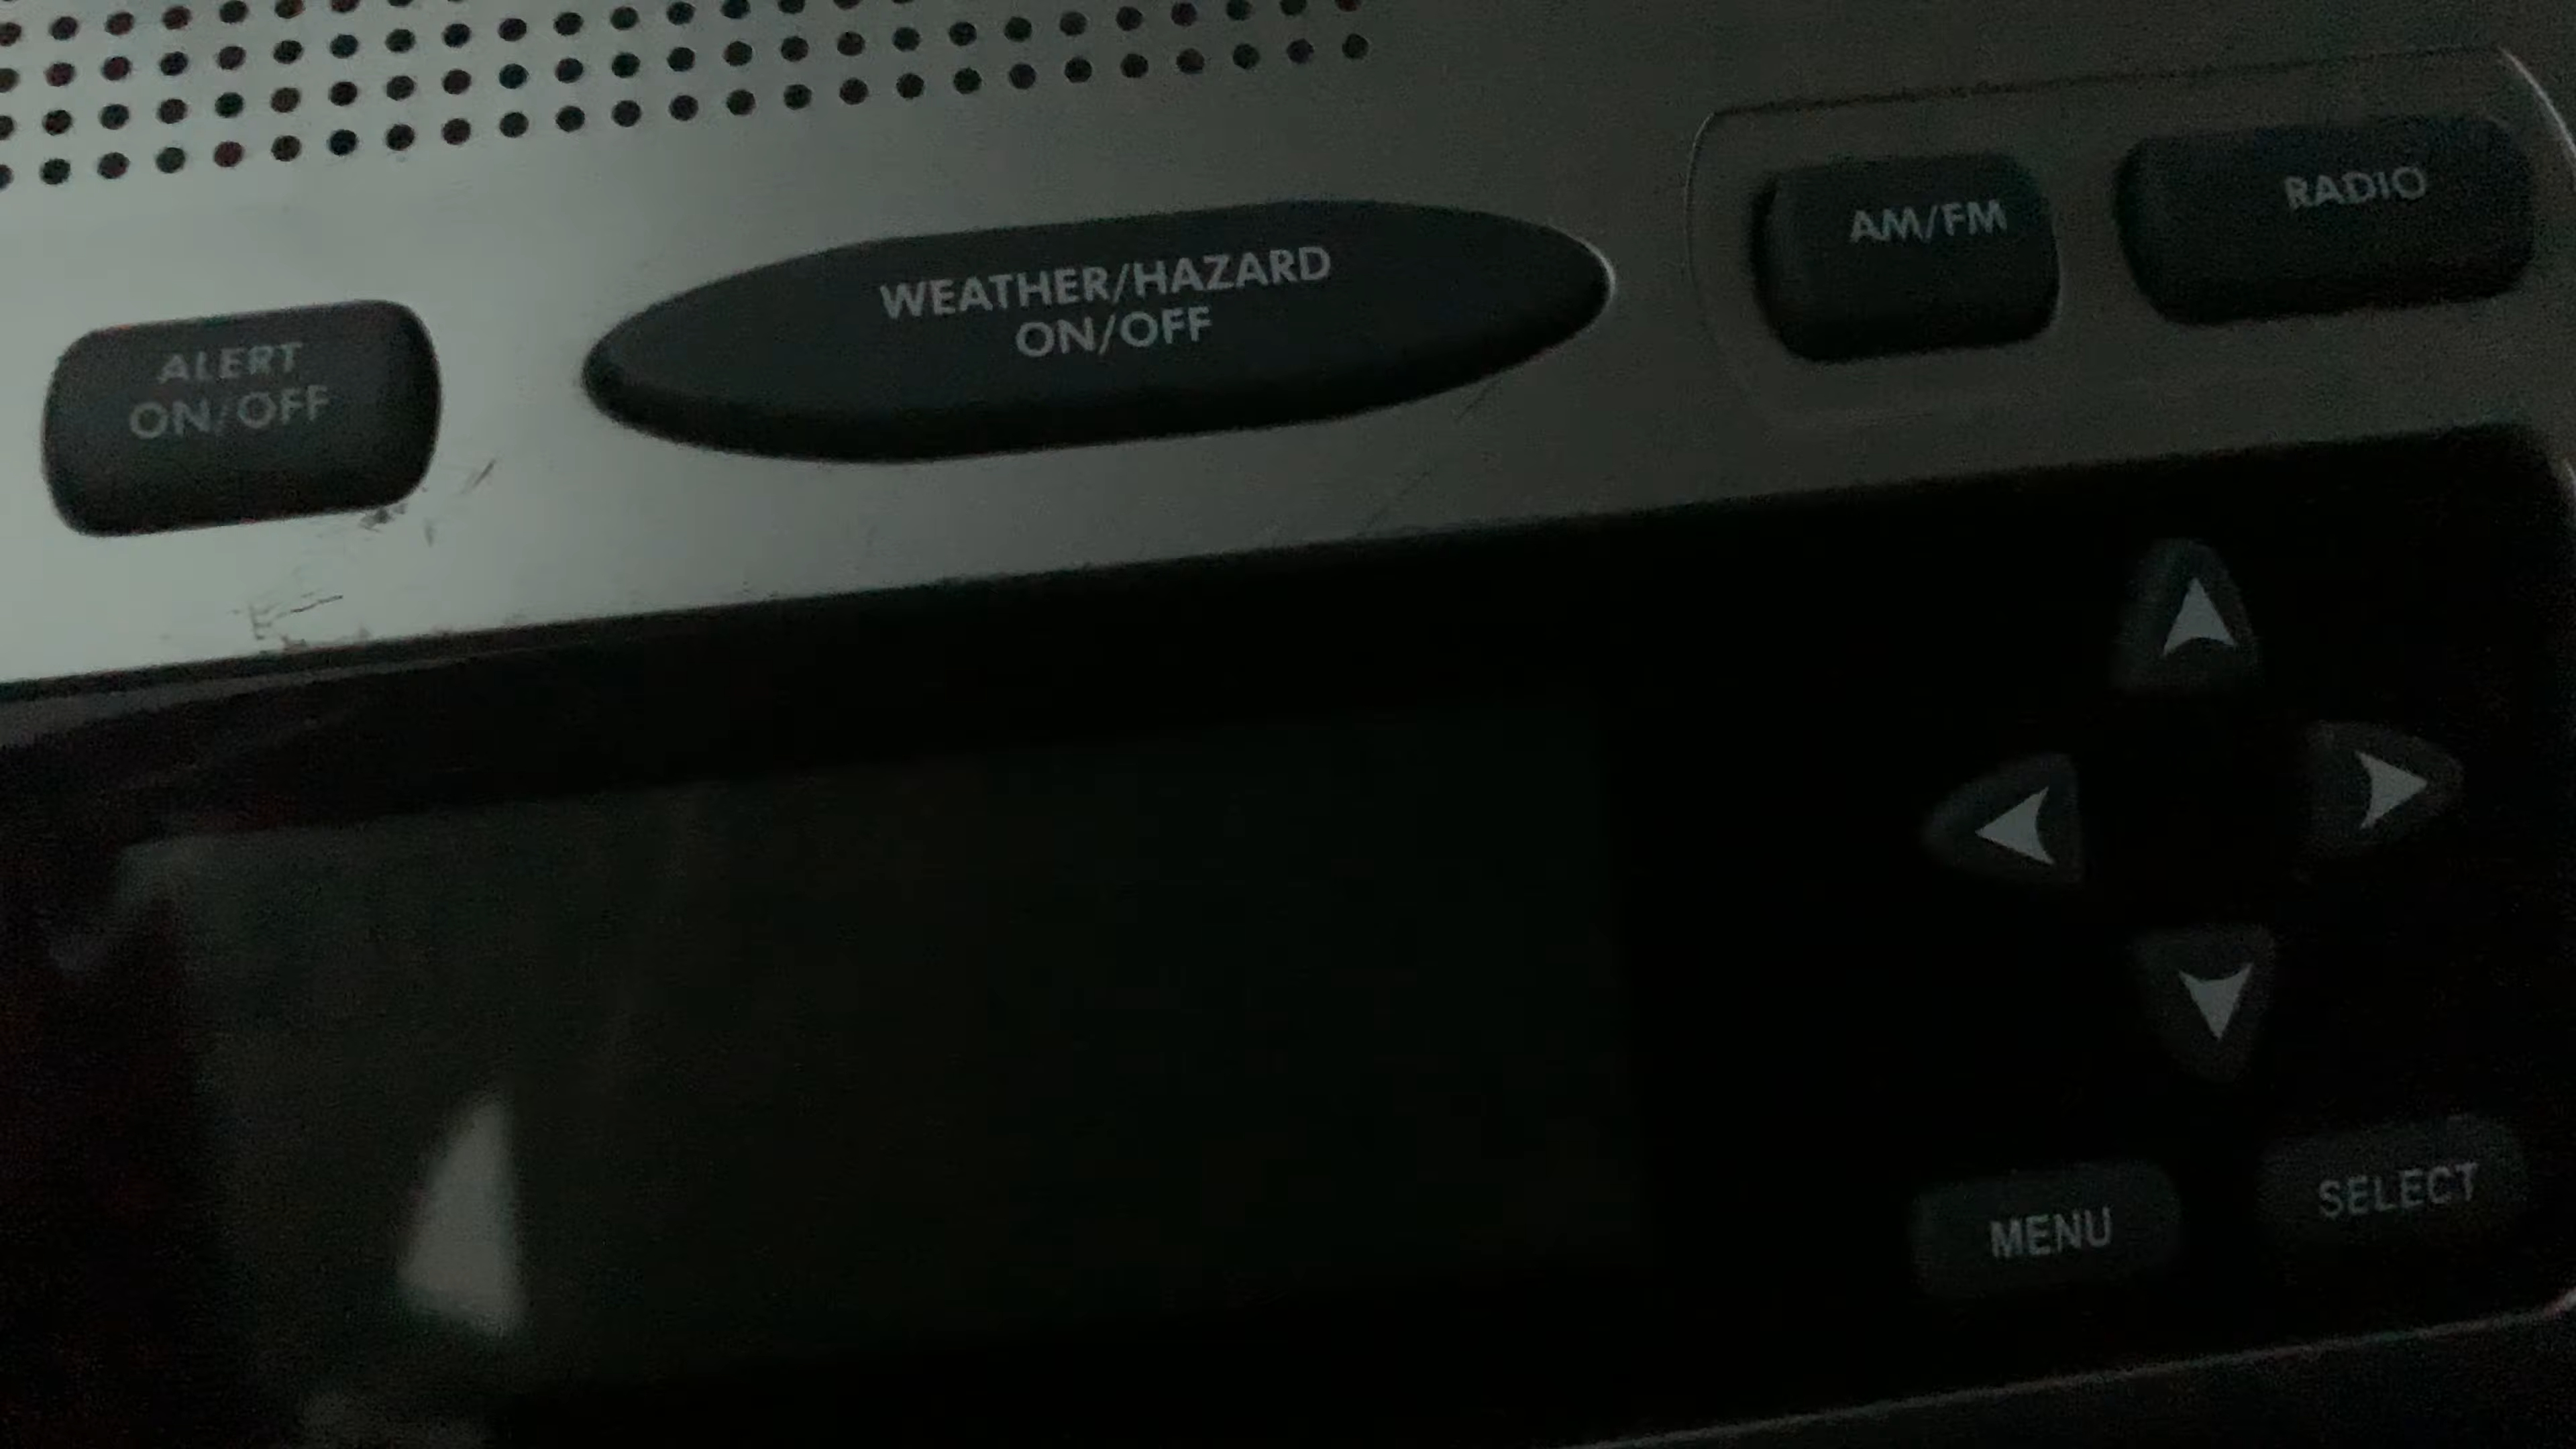 AM/FM
RADIO
WEATHER/HAZARD
ON/OFF
ALERT
ON/OFF
MENU
SELECT